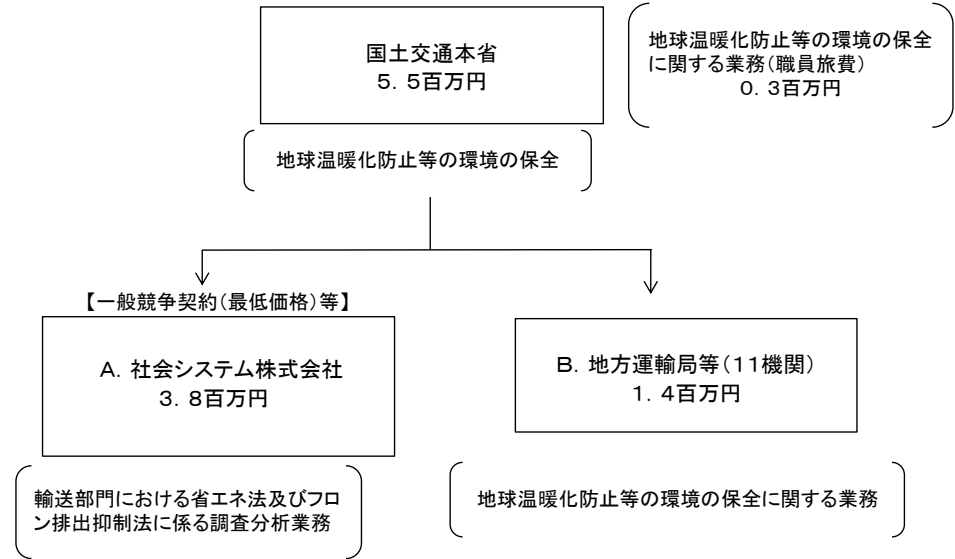 国土交通本省
５．５百万円
地球温暖化防止等の環境の保全
に関する業務（職員旅費）
０．３百万円
地球温暖化防止等の環境の保全
【一般競争契約（最低価格）等】
A．社会システム株式会社
３．８百万円
B．地方運輸局等（１１機関）
１．４百万円
輸送部門における省エネ法及びフロ
ン排出抑制法に係る調査分析業務
地球温暖化防止等の環境の保全に関する業務